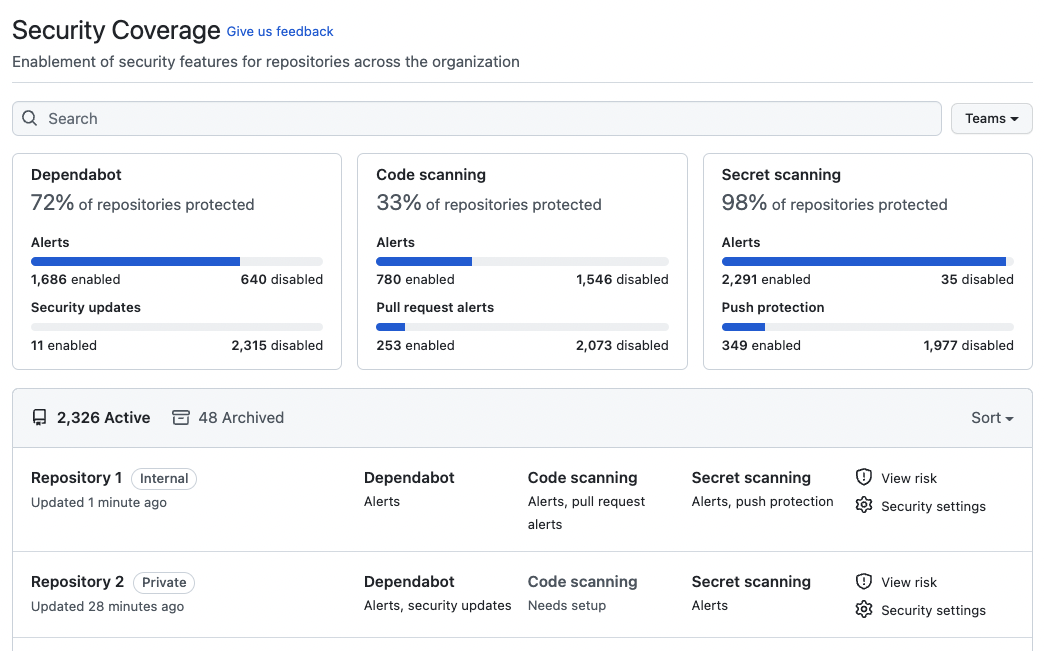 Security Coverage Give us feedback
Enablement of security features for repositories across the organization
Search
Teams
Dependabot
72% of repositories protected
Alerts
1,686 enabled 640 disabled
Security updates
11 enabled 2,315 disabled
Code scanning
33% of repositories protected
Alerts
780 enabled 1,546 disabled
Pull request alerts
253 enabled 2,073 disabled
Secret scanning
98% of repositories protected
Alerts
2,291 enabled 35 disabled
Push protection
349 enabled 1,977 disabled
2,326 Active 48 Archived Sort
Repository 1 Internal
Updated 1 minute ago
Dependabot
Alerts
Code scanning
Alerts, pull request
alerts
Secret scanning
Alerts, push protection
View risk
Security settings
Repository 2 Private
Updated 28 minutes ago
Dependabot
Alerts, security updates
Code scanning
Needs setup
Secret scanning
Alerts
View risk
Security settings